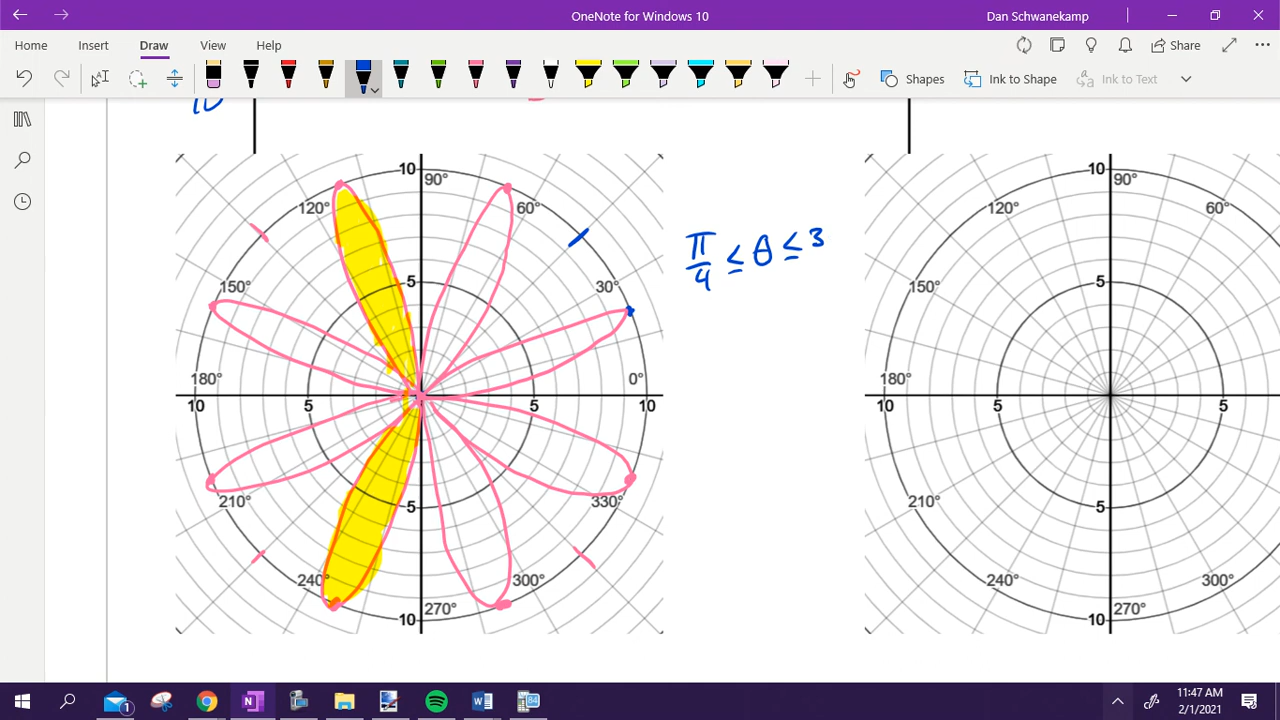 OneNote for Windows 10
Dan Schwanekamp
Home Insert Draw View Help
Share
Shapes
Ink to Shape
Ink to Text
10
10 90° 10 90°
120° 60° 120° 60°
π/4 ≤ θ ≤ 3
150° 5 30° 5
180° 0° 180°
10 5 5 10 10 5 5
210° 5 330° 210° 5
240° 300° 240° 300°
10 270° 10 270°
1
11:47 AM
2/1/2021